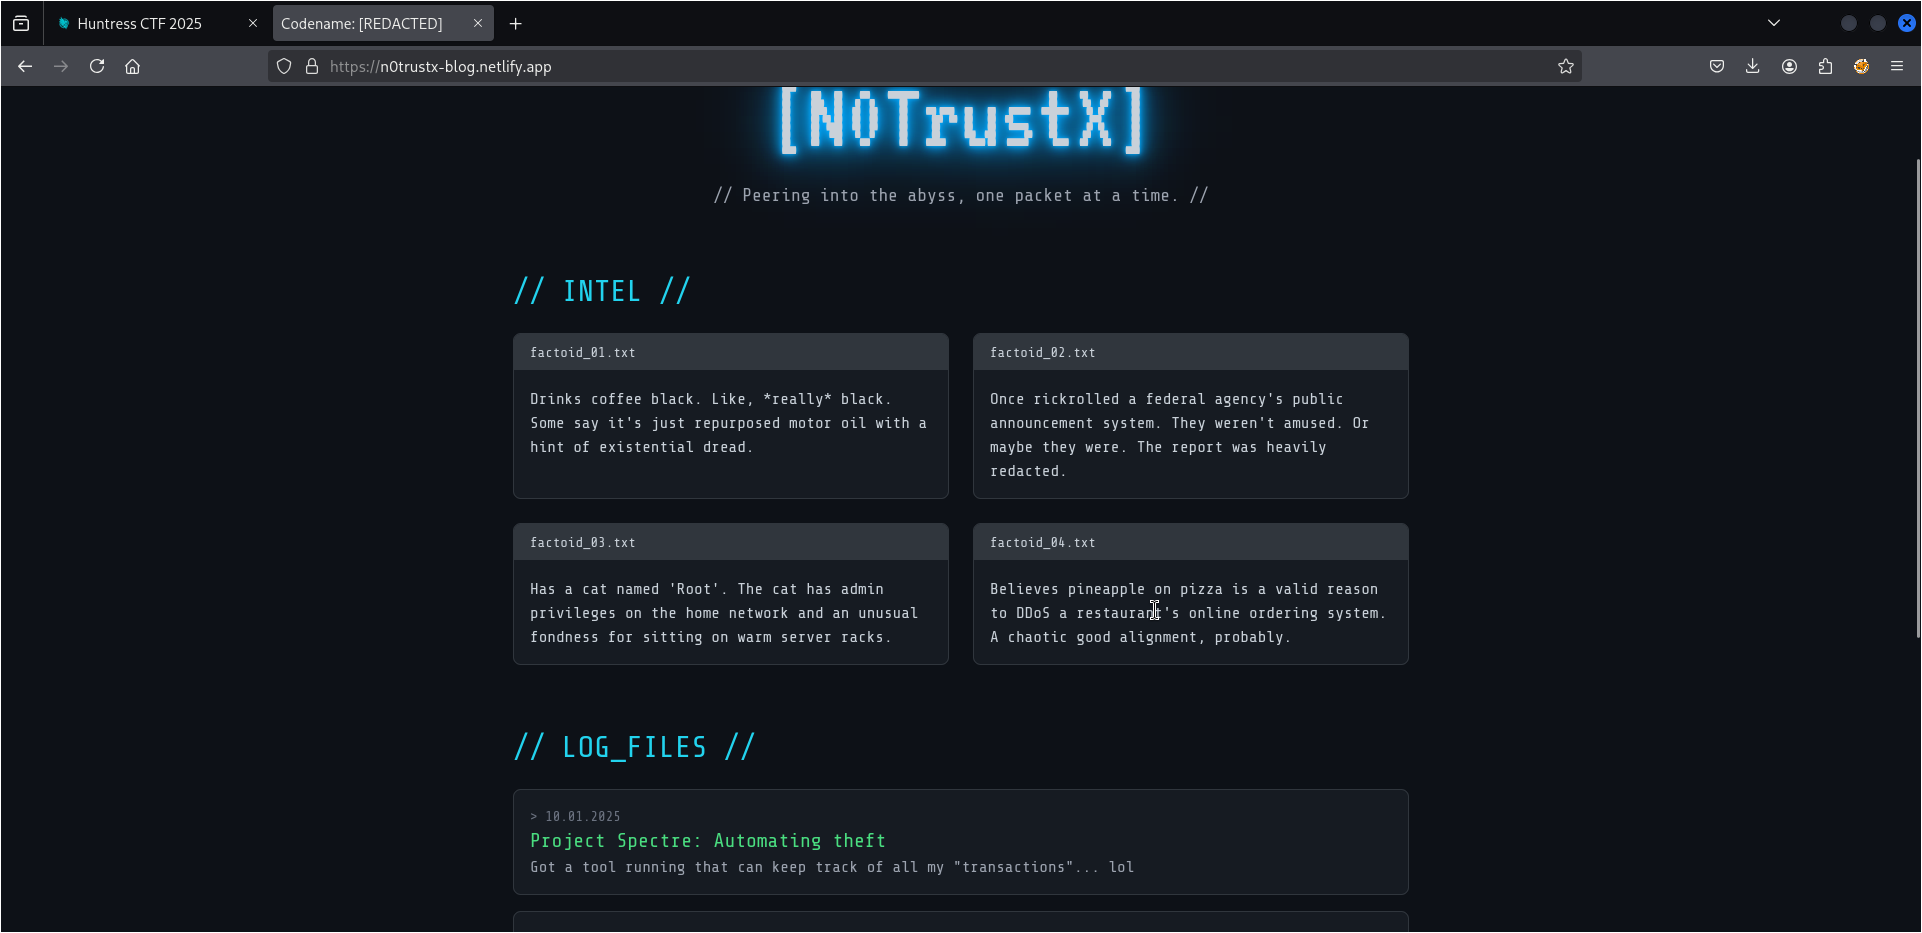 Huntress CTF 2025
Codename: [REDACTED]
https://n0trustx-blog.netlify.app
[N0TrustX]
// Peering into the abyss, one packet at a time. //
// INTEL //
factoid_01.txt
Drinks coffee black. Like, *really* black.
Some say it's just repurposed motor oil with a
hint of existential dread.
factoid_02.txt
Once rickrolled a federal agency's public
announcement system. They weren't amused. Or
maybe they were. The report was heavily
redacted.
factoid_03.txt
Has a cat named 'Root'. The cat has admin
privileges on the home network and an unusual
fondness for sitting on warm server racks.
factoid_04.txt
Believes pineapple on pizza is a valid reason
to DDoS a restaurant's online ordering system.
A chaotic good alignment, probably.
// LOG_FILES //
> 10.01.2025
Project Spectre: Automating theft
Got a tool running that can keep track of all my "transactions"... lol